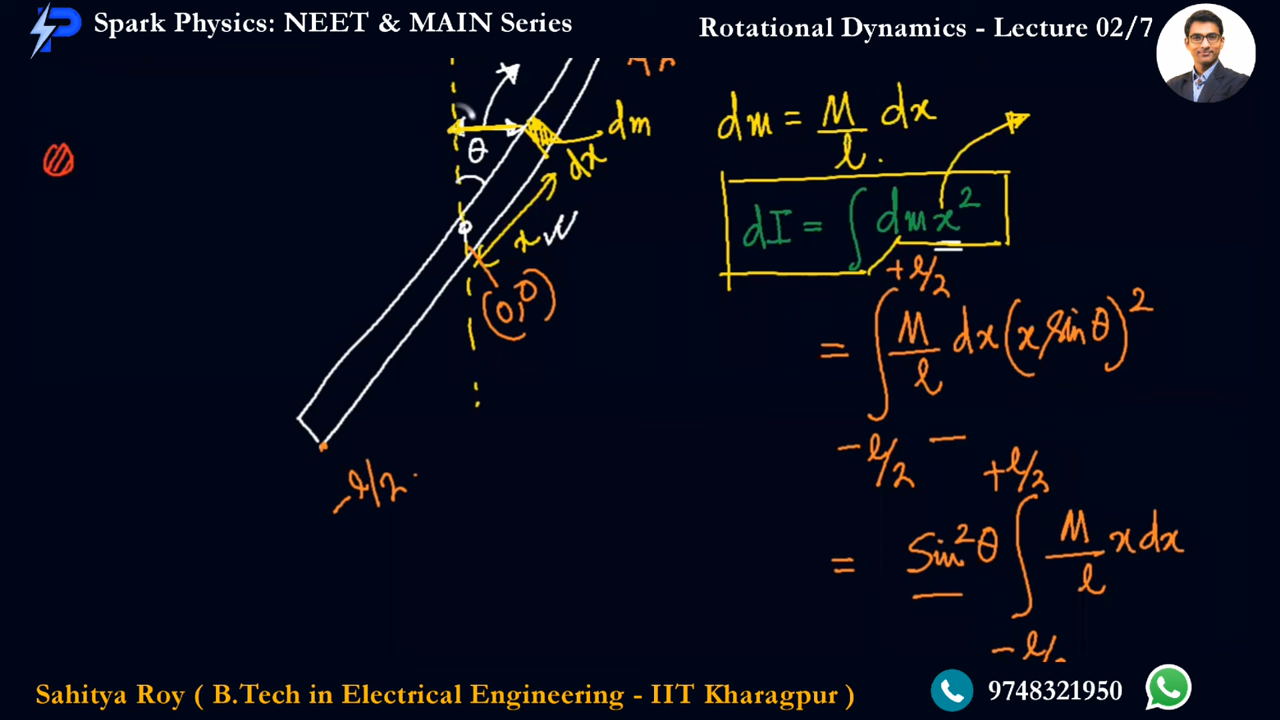 Spark Physics: NEET & MAIN Series
Rotational Dynamics - Lecture 02/7
dm
θ
dx
x
(0,0)
-l/2
dm = M/l dx
dI = ∫ dm x²
= ∫ M/l dx (x sin θ)²
+l/2
-l/2
= Sin²θ ∫ M/l x dx
+l/2
Sahitya Roy ( B.Tech in Electrical Engineering - IIT Kharagpur )
9748321950